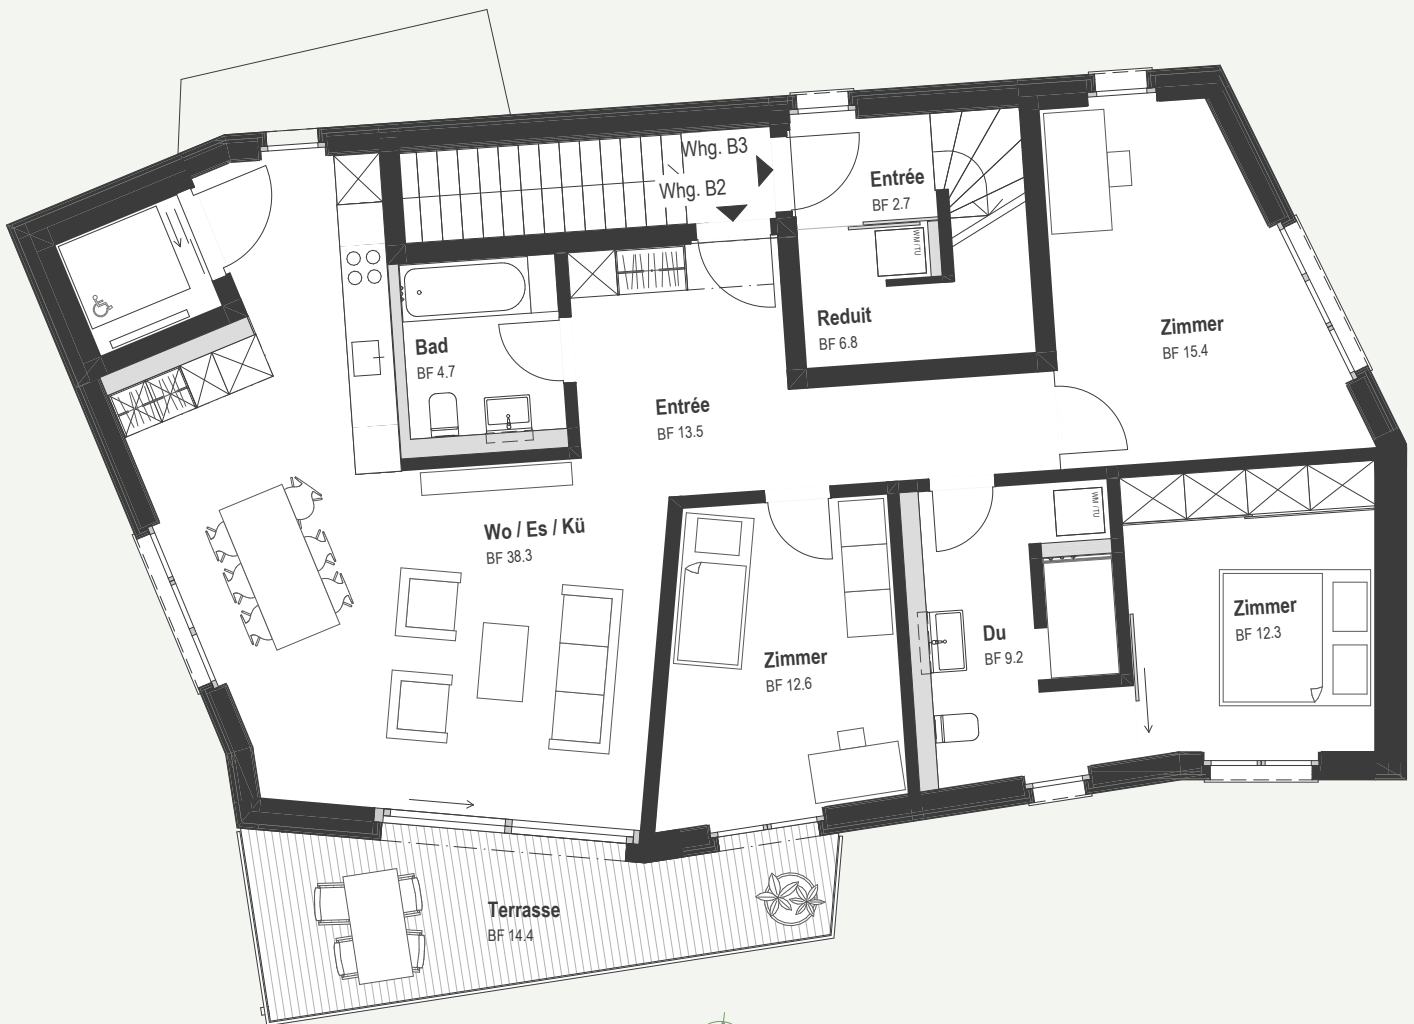 Whg. B3
Whg. B2
Entrée
BF 2.7
WM /TU
Reduit
BF 6.8
Zimmer
BF 15.4
Bad
BF 4.7
Entrée
BF 13.5
Wo / Es / Kü
BF 38.3
WM /TU
Zimmer
BF 12.6
Du
BF 9.2
Zimmer
BF 12.3
Terrasse
BF 14.4